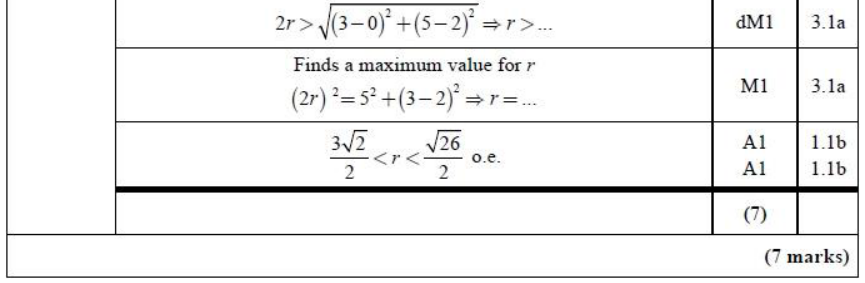 2r > √((3−0)²+(5−2)²) ⇒ r > ... dM1 3.1a
Finds a maximum value for r
(2r)² = 5² + (3−2)² ⇒ r = ... M1 3.1a
3√2/2 < r < √26/2 o.e. A1 1.1b
A1 1.1b
(7)
(7 marks)